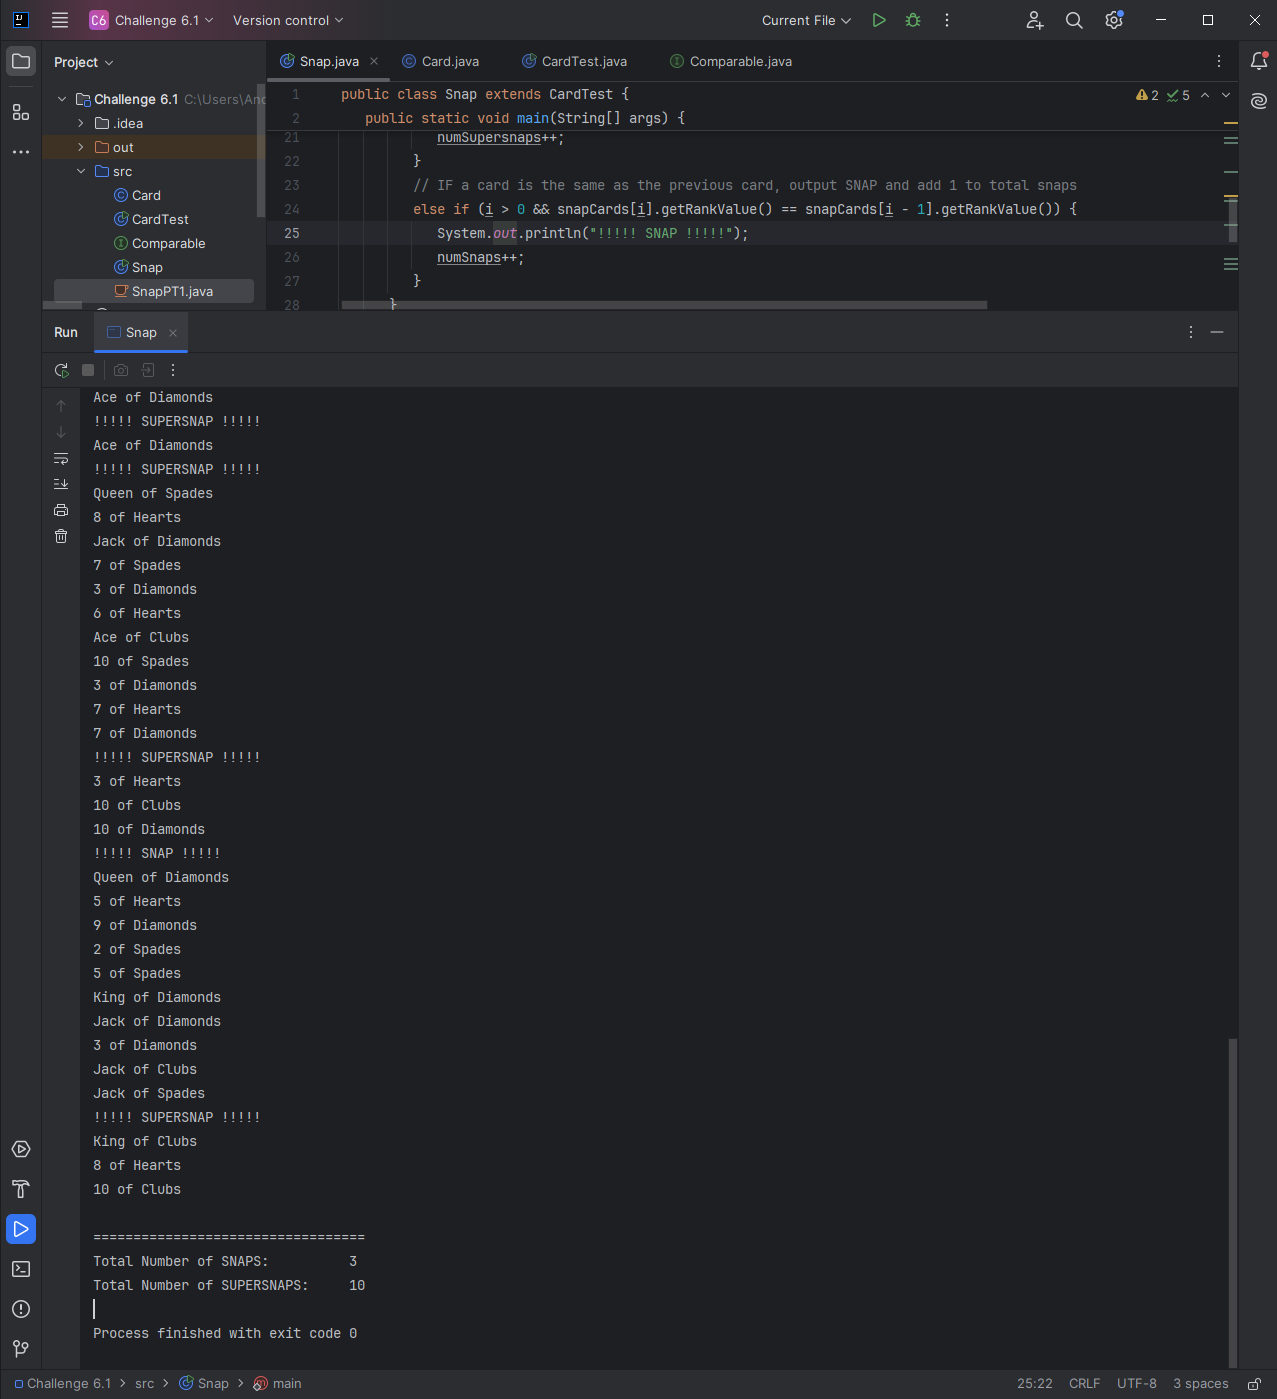 C6 Challenge 6.1 Version control Current File
Project
Snap.java Card.java CardTest.java Comparable.java
Challenge 6.1 C:\Users\And
.idea
out
src
Card
CardTest
Comparable
Snap
SnapPT1.java
1 public class Snap extends CardTest { 2 5
2 public static void main(String[] args) {
21 numSupersnaps++;
22 }
23 // IF a card is the same as the previous card, output SNAP and add 1 to total snaps
24 else if (i > 0 && snapCards[i].getRankValue() == snapCards[i - 1].getRankValue()) {
25 System.out.println("!!!!! SNAP !!!!!");
26 numSnaps++;
27 }
28 }
Run Snap
Ace of Diamonds
!!!!! SUPERSNAP !!!!!
Ace of Diamonds
!!!!! SUPERSNAP !!!!!
Queen of Spades
8 of Hearts
Jack of Diamonds
7 of Spades
3 of Diamonds
6 of Hearts
Ace of Clubs
10 of Spades
3 of Diamonds
7 of Hearts
7 of Diamonds
!!!!! SUPERSNAP !!!!!
3 of Hearts
10 of Clubs
10 of Diamonds
!!!!! SNAP !!!!!
Queen of Diamonds
5 of Hearts
9 of Diamonds
2 of Spades
5 of Spades
King of Diamonds
Jack of Diamonds
3 of Diamonds
Jack of Clubs
Jack of Spades
!!!!! SUPERSNAP !!!!!
King of Clubs
8 of Hearts
10 of Clubs
==================================
Total Number of SNAPS: 3
Total Number of SUPERSNAPS: 10
Process finished with exit code 0
Challenge 6.1 > src > Snap > main 25:22 CRLF UTF-8 3 spaces